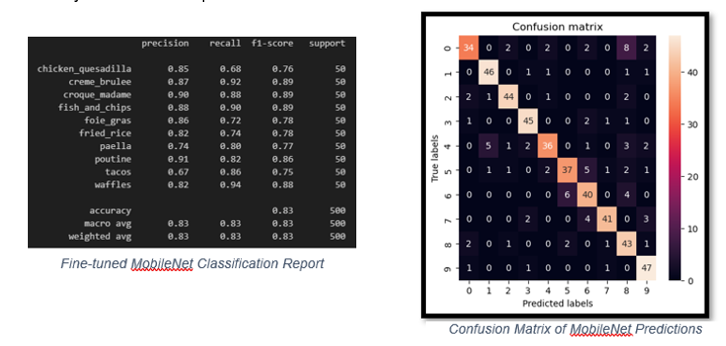 precision recall f1-score support
chicken_quesadilla 0.85 0.68 0.76 50
creme_brulee 0.87 0.92 0.89 50
croque_madame 0.90 0.88 0.89 50
fish_and_chips 0.88 0.90 0.89 50
foie_gras 0.86 0.72 0.78 50
fried_rice 0.82 0.74 0.78 50
paella 0.74 0.80 0.77 50
poutine 0.91 0.82 0.86 50
tacos 0.67 0.86 0.75 50
waffles 0.82 0.94 0.88 50
accuracy 0.83 500
macro avg 0.83 0.83 0.83 500
weighted avg 0.83 0.83 0.83 500
Fine-tuned MobileNet Classification Report
Confusion matrix
True labels
0 34 0 2 0 2 0 2 0 8 2
1 0 46 0 1 1 0 0 0 1 1
2 2 1 44 0 1 0 0 0 2 0
3 1 0 0 45 0 0 2 1 1 0
4 0 5 1 2 36 0 1 0 3 2
5 0 1 1 0 2 37 5 1 2 1
6 0 0 0 0 0 6 40 0 4 0
7 0 0 0 2 0 0 4 41 0 3
8 2 0 1 0 0 2 0 1 43 1
9 1 0 0 1 0 0 0 1 0 47
0 1 2 3 4 5 6 7 8 9
Predicted labels
40
30
20
10
0
Confusion Matrix of MobileNet Predictions